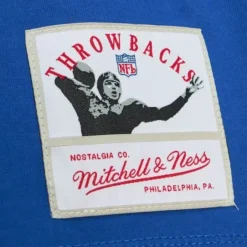 THROWBACKS
NFL
NOSTALGIA CO.
Mitchell & Ness
PHILADELPHIA, PA.